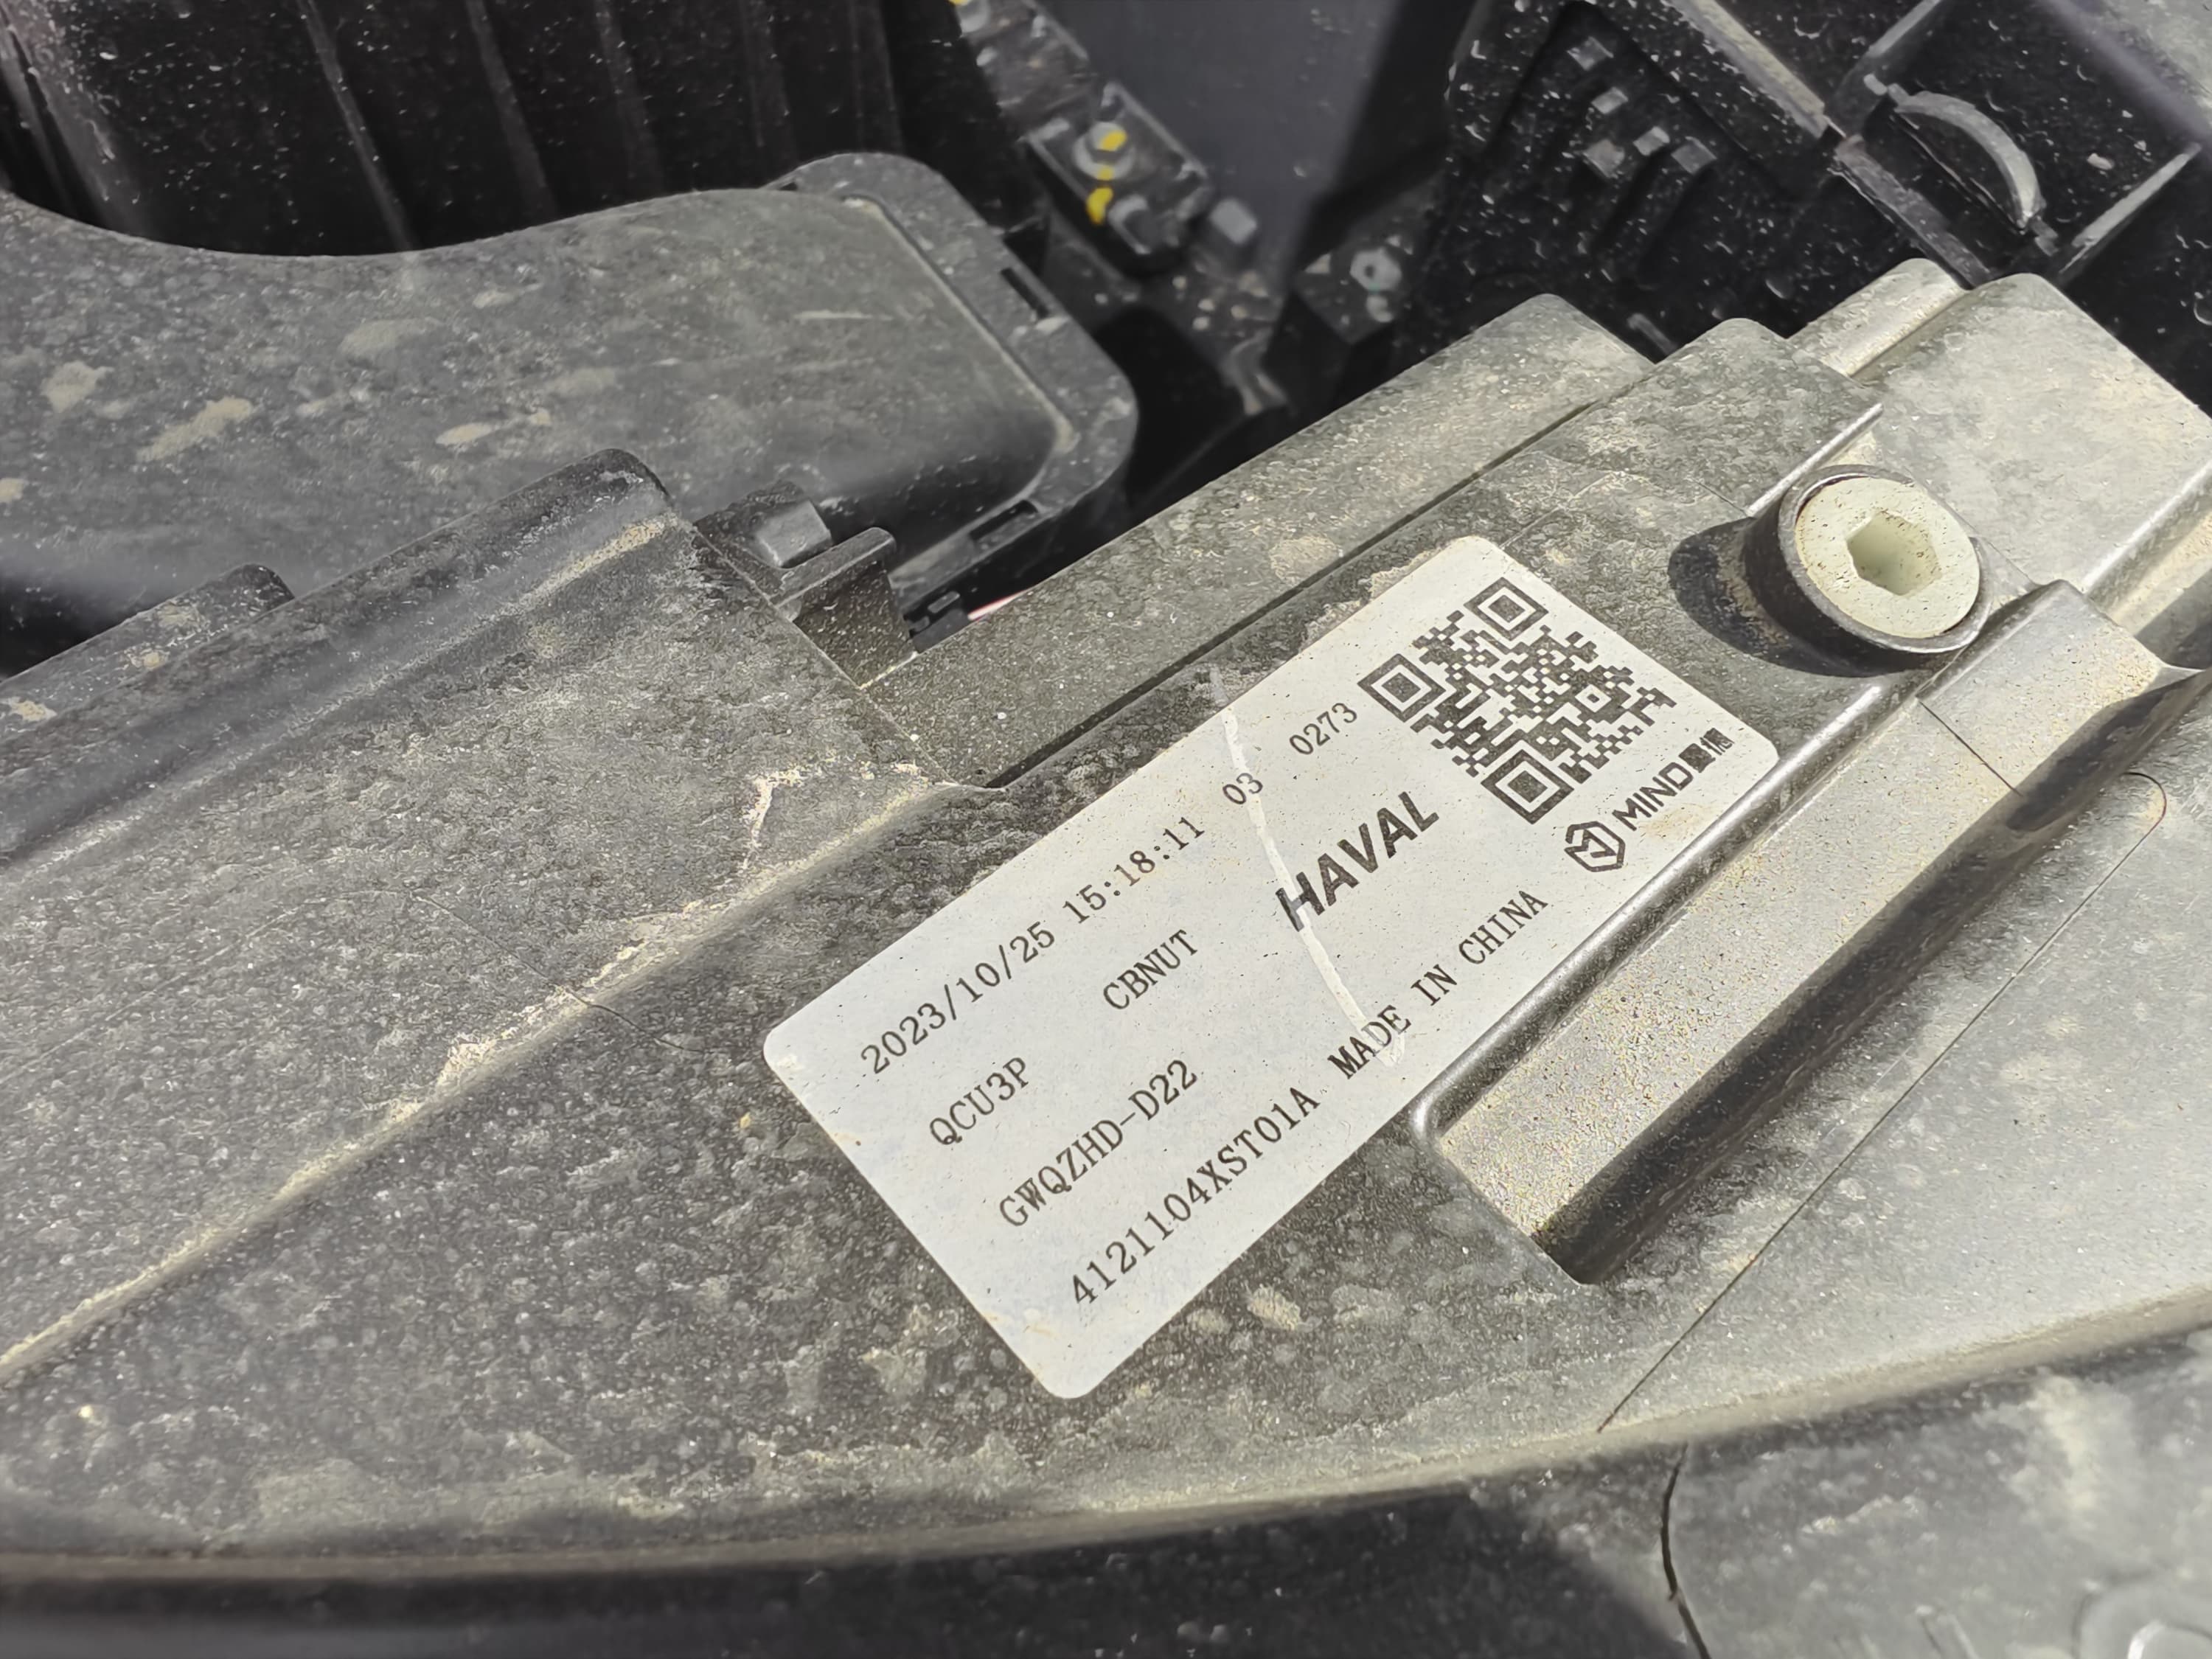 2023/10/25 15:18:11 03 0273
QCU3P CBNUT HAVAL
GWQZHD-D22
4121104XST01A MADE IN CHINA
MIND